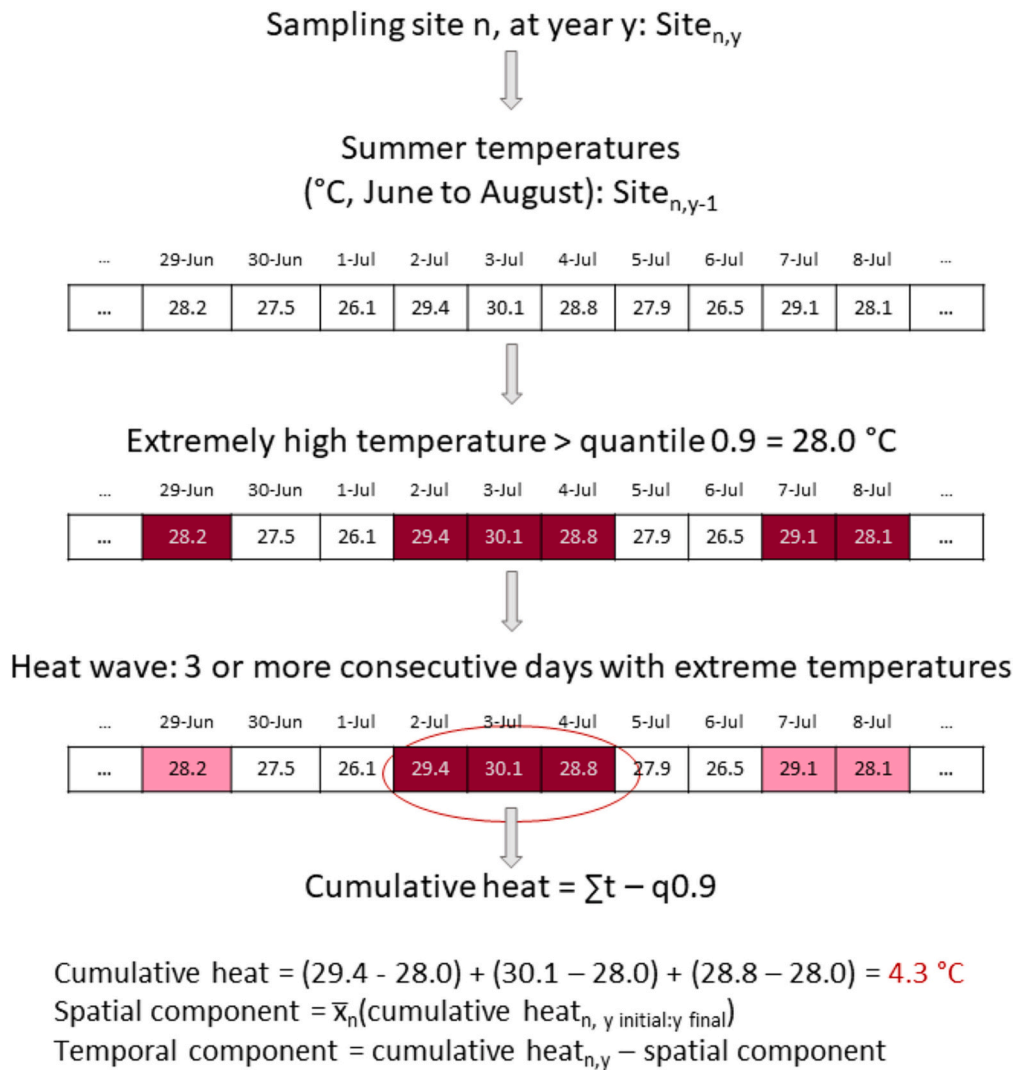 Sampling site n, at year y: Siteₙ,ᵧ
Summer temperatures
(°C, June to August): Siteₙ,ᵧ₋₁
... 29-Jun 30-Jun 1-Jul 2-Jul 3-Jul 4-Jul 5-Jul 6-Jul 7-Jul 8-Jul ...
... 28.2 27.5 26.1 29.4 30.1 28.8 27.9 26.5 29.1 28.1 ...
Extremely high temperature > quantile 0.9 = 28.0 °C
... 29-Jun 30-Jun 1-Jul 2-Jul 3-Jul 4-Jul 5-Jul 6-Jul 7-Jul 8-Jul ...
... 28.2 27.5 26.1 29.4 30.1 28.8 27.9 26.5 29.1 28.1 ...
Heat wave: 3 or more consecutive days with extreme temperatures
... 29-Jun 30-Jun 1-Jul 2-Jul 3-Jul 4-Jul 5-Jul 6-Jul 7-Jul 8-Jul ...
... 28.2 27.5 26.1 29.4 30.1 28.8 27.9 26.5 29.1 28.1 ...
Cumulative heat = ∑t – q0.9
Cumulative heat = (29.4 - 28.0) + (30.1 – 28.0) + (28.8 – 28.0) = 4.3 °C
Spatial component = x̅ₙ(cumulative heatₙ, y initial:y final)
Temporal component = cumulative heatₙ,ᵧ – spatial component